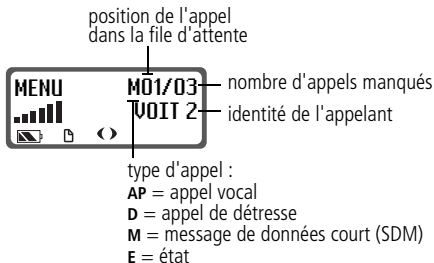 position de l'appel
dans la file d'attente
MENU M01/03
nombre d'appels manqués
VOIT 2
identité de l'appelant
type d'appel :
AP = appel vocal
D = appel de détresse
M = message de données court (SDM)
E = état